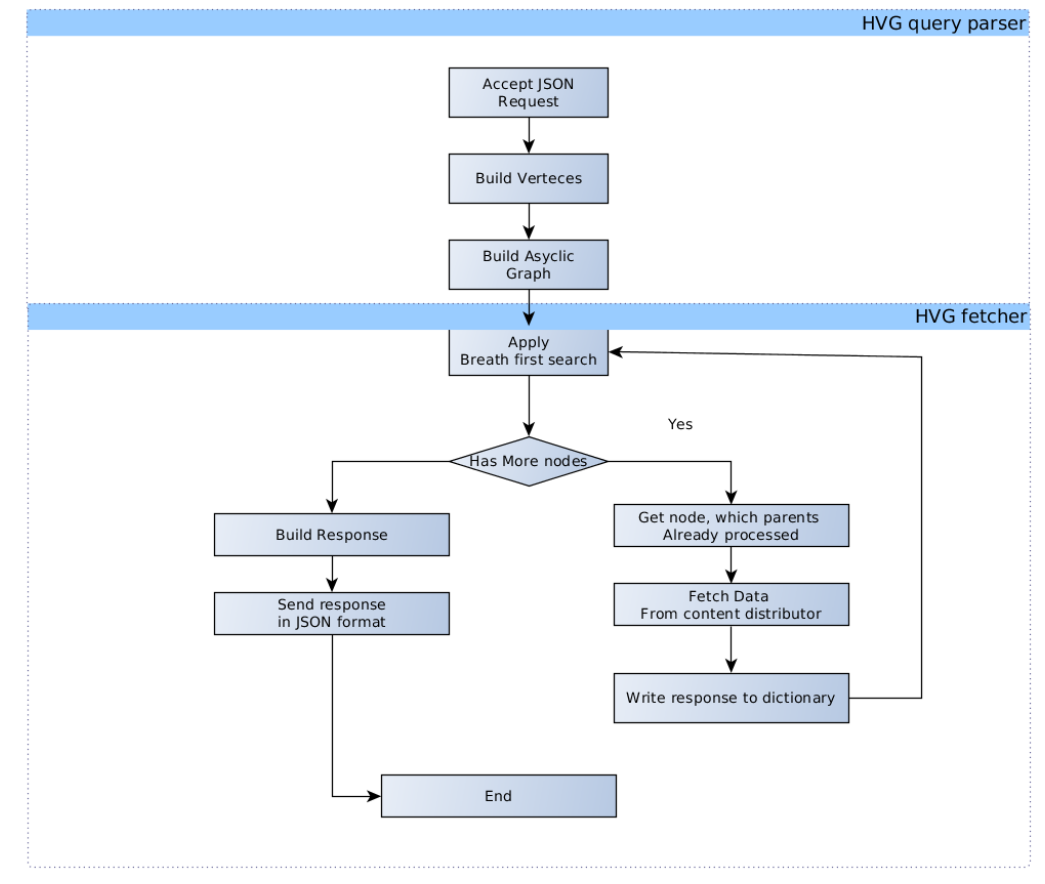 HVG query parser
Accept JSON
Request
Build Verteces
Build Asyclic
Graph
HVG fetcher
Apply
Breath first search
Yes
Has More nodes
Build Response
Send response
in JSON format
Get node, which parents
Already processed
Fetch Data
From content distributor
Write response to dictionary
End